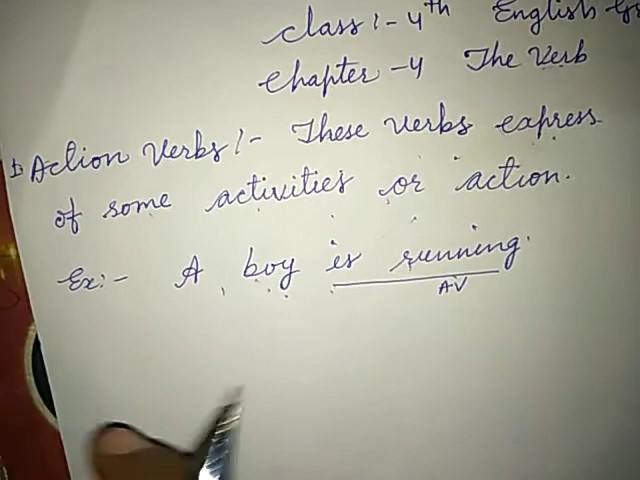 Class :- 4th English Gr
Chapter - 4 The Verb
1> Action Verbs :- These verbs express
of some activities or action.
Ex :- A boy is running.
AV